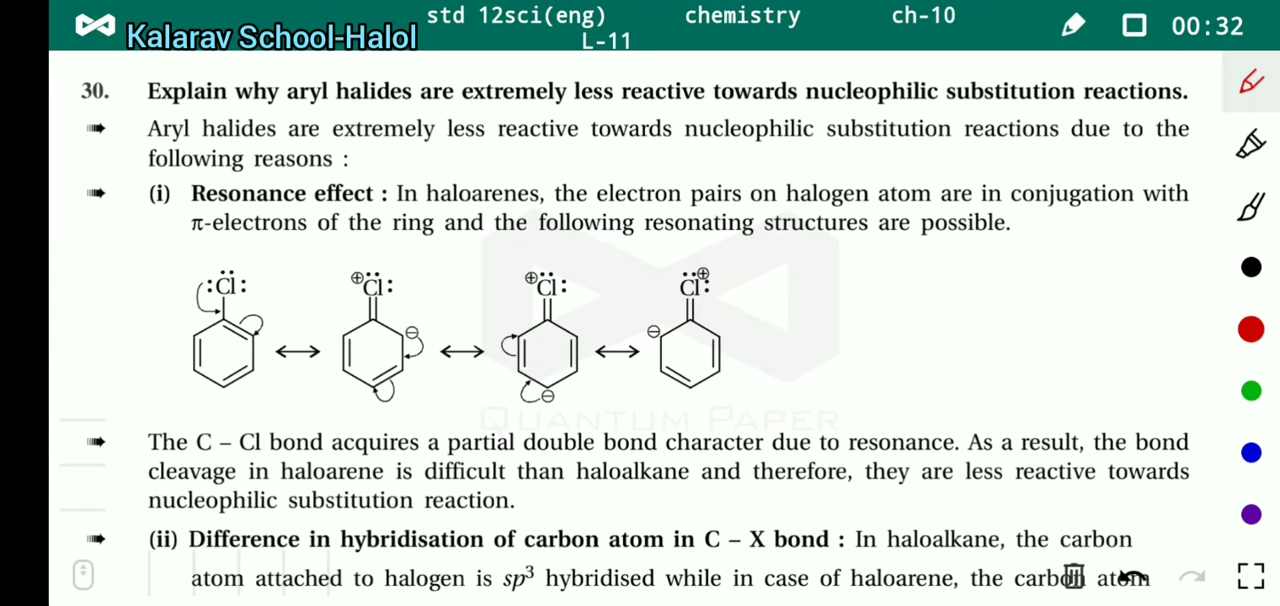 std 12sci(eng) chemistry ch-10
Kalarav School-Halol L-11 00:32
30. Explain why aryl halides are extremely less reactive towards nucleophilic substitution reactions.
Aryl halides are extremely less reactive towards nucleophilic substitution reactions due to the
following reasons :
(i) Resonance effect : In haloarenes, the electron pairs on halogen atom are in conjugation with
π-electrons of the ring and the following resonating structures are possible.
:C̈l: ⊕C̈l: ⊕C̈l: C̈l⊕:
⊖ ⊖ ⊖
QUANTUM PAPER
The C – Cl bond acquires a partial double bond character due to resonance. As a result, the bond
cleavage in haloarene is difficult than haloalkane and therefore, they are less reactive towards
nucleophilic substitution reaction.
(ii) Difference in hybridisation of carbon atom in C – X bond : In haloalkane, the carbon
atom attached to halogen is sp³ hybridised while in case of haloarene, the carbon atom